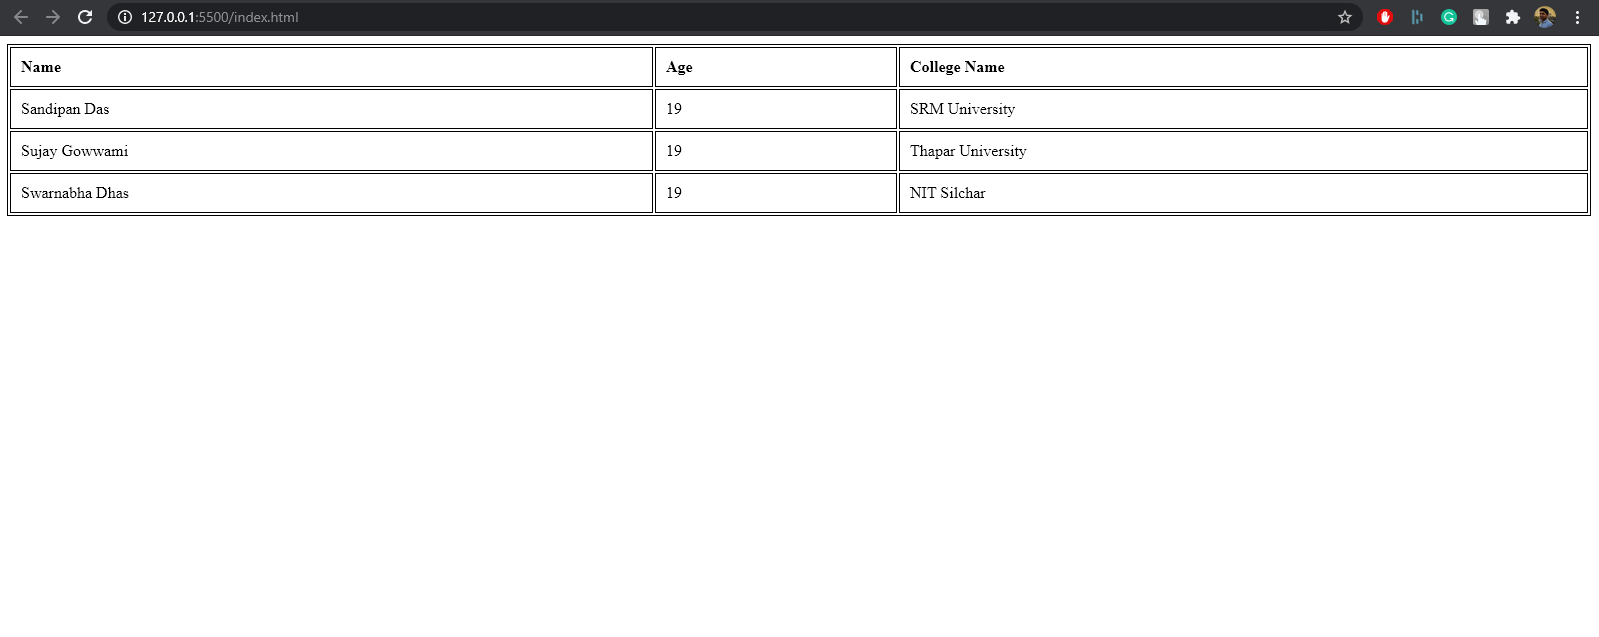 127.0.0.1:5500/index.html
Name Age College Name
Sandipan Das 19 SRM University
Sujay Gowwami 19 Thapar University
Swarnabha Dhas 19 NIT Silchar